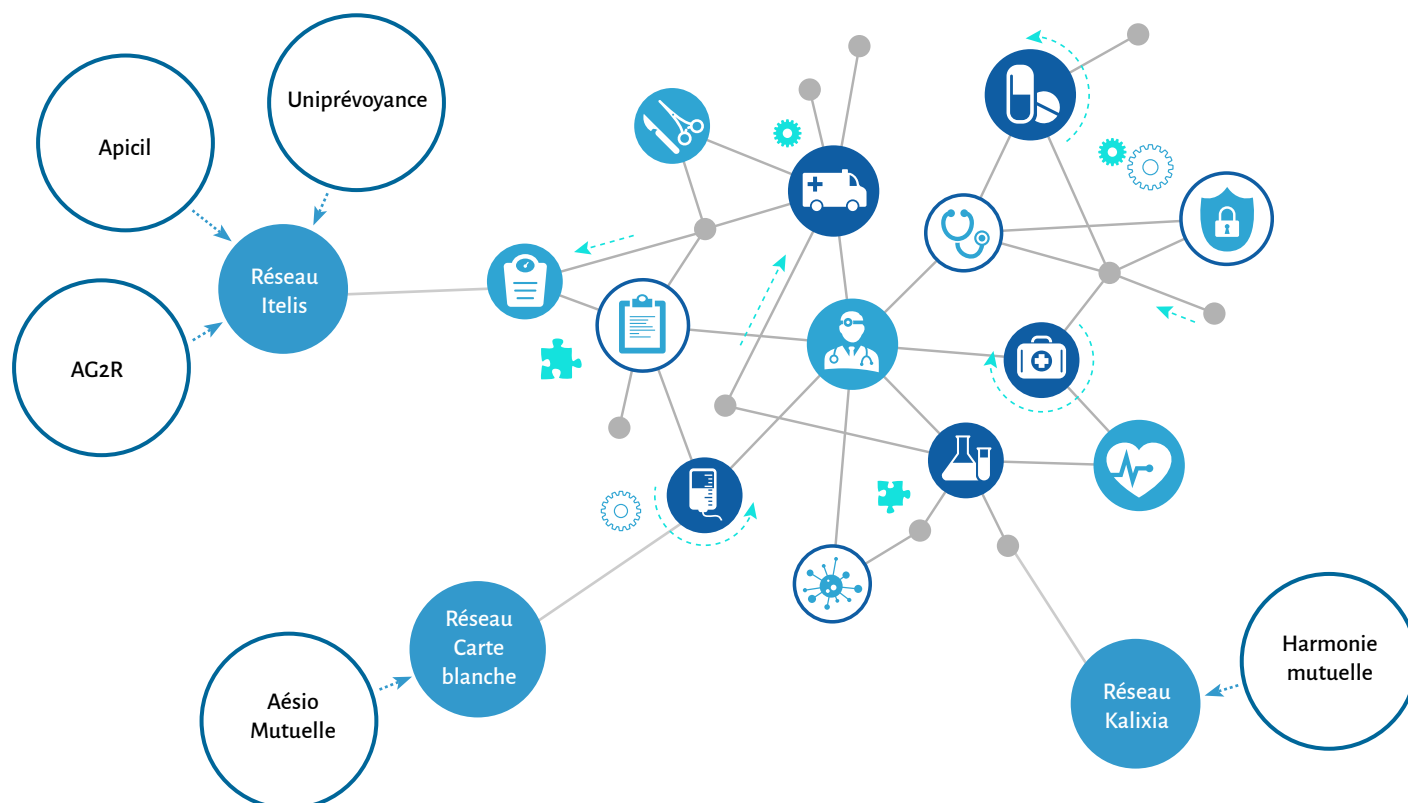 Uniprévoyance
Apicil
Réseau
Itelis
AG2R
Réseau
Carte
blanche
Aésio
Mutuelle
Harmonie
mutuelle
Réseau
Kalixia